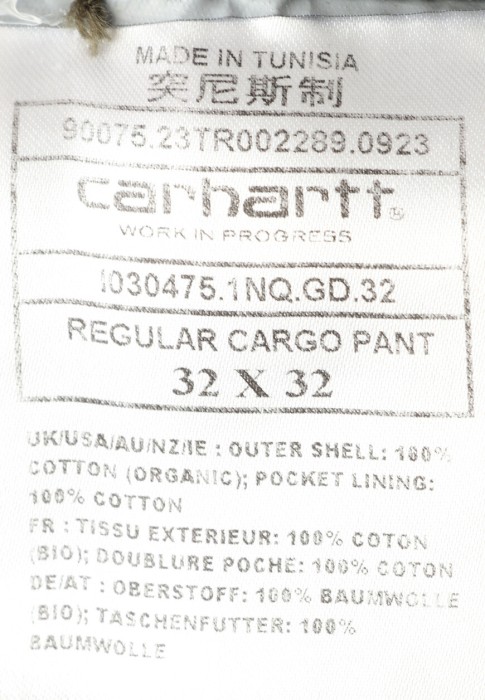 MADE IN TUNISIA
突尼斯制
90075.23TR002289.0923
carhartt®
WORK IN PROGRESS
I030475.1NQ.GD.32
REGULAR CARGO PANT
32 X 32
UK/USA/AU/NZ/IE : OUTER SHELL: 100%
COTTON (ORGANIC); POCKET LINING:
100% COTTON
FR : TISSU EXTERIEUR: 100% COTON
(BIO); DOUBLURE POCHE: 100% COTON
DE/AT : OBERSTOFF: 100% BAUMWOLLE
(BIO); TASCHENFUTTER: 100%
BAUMWOLLE